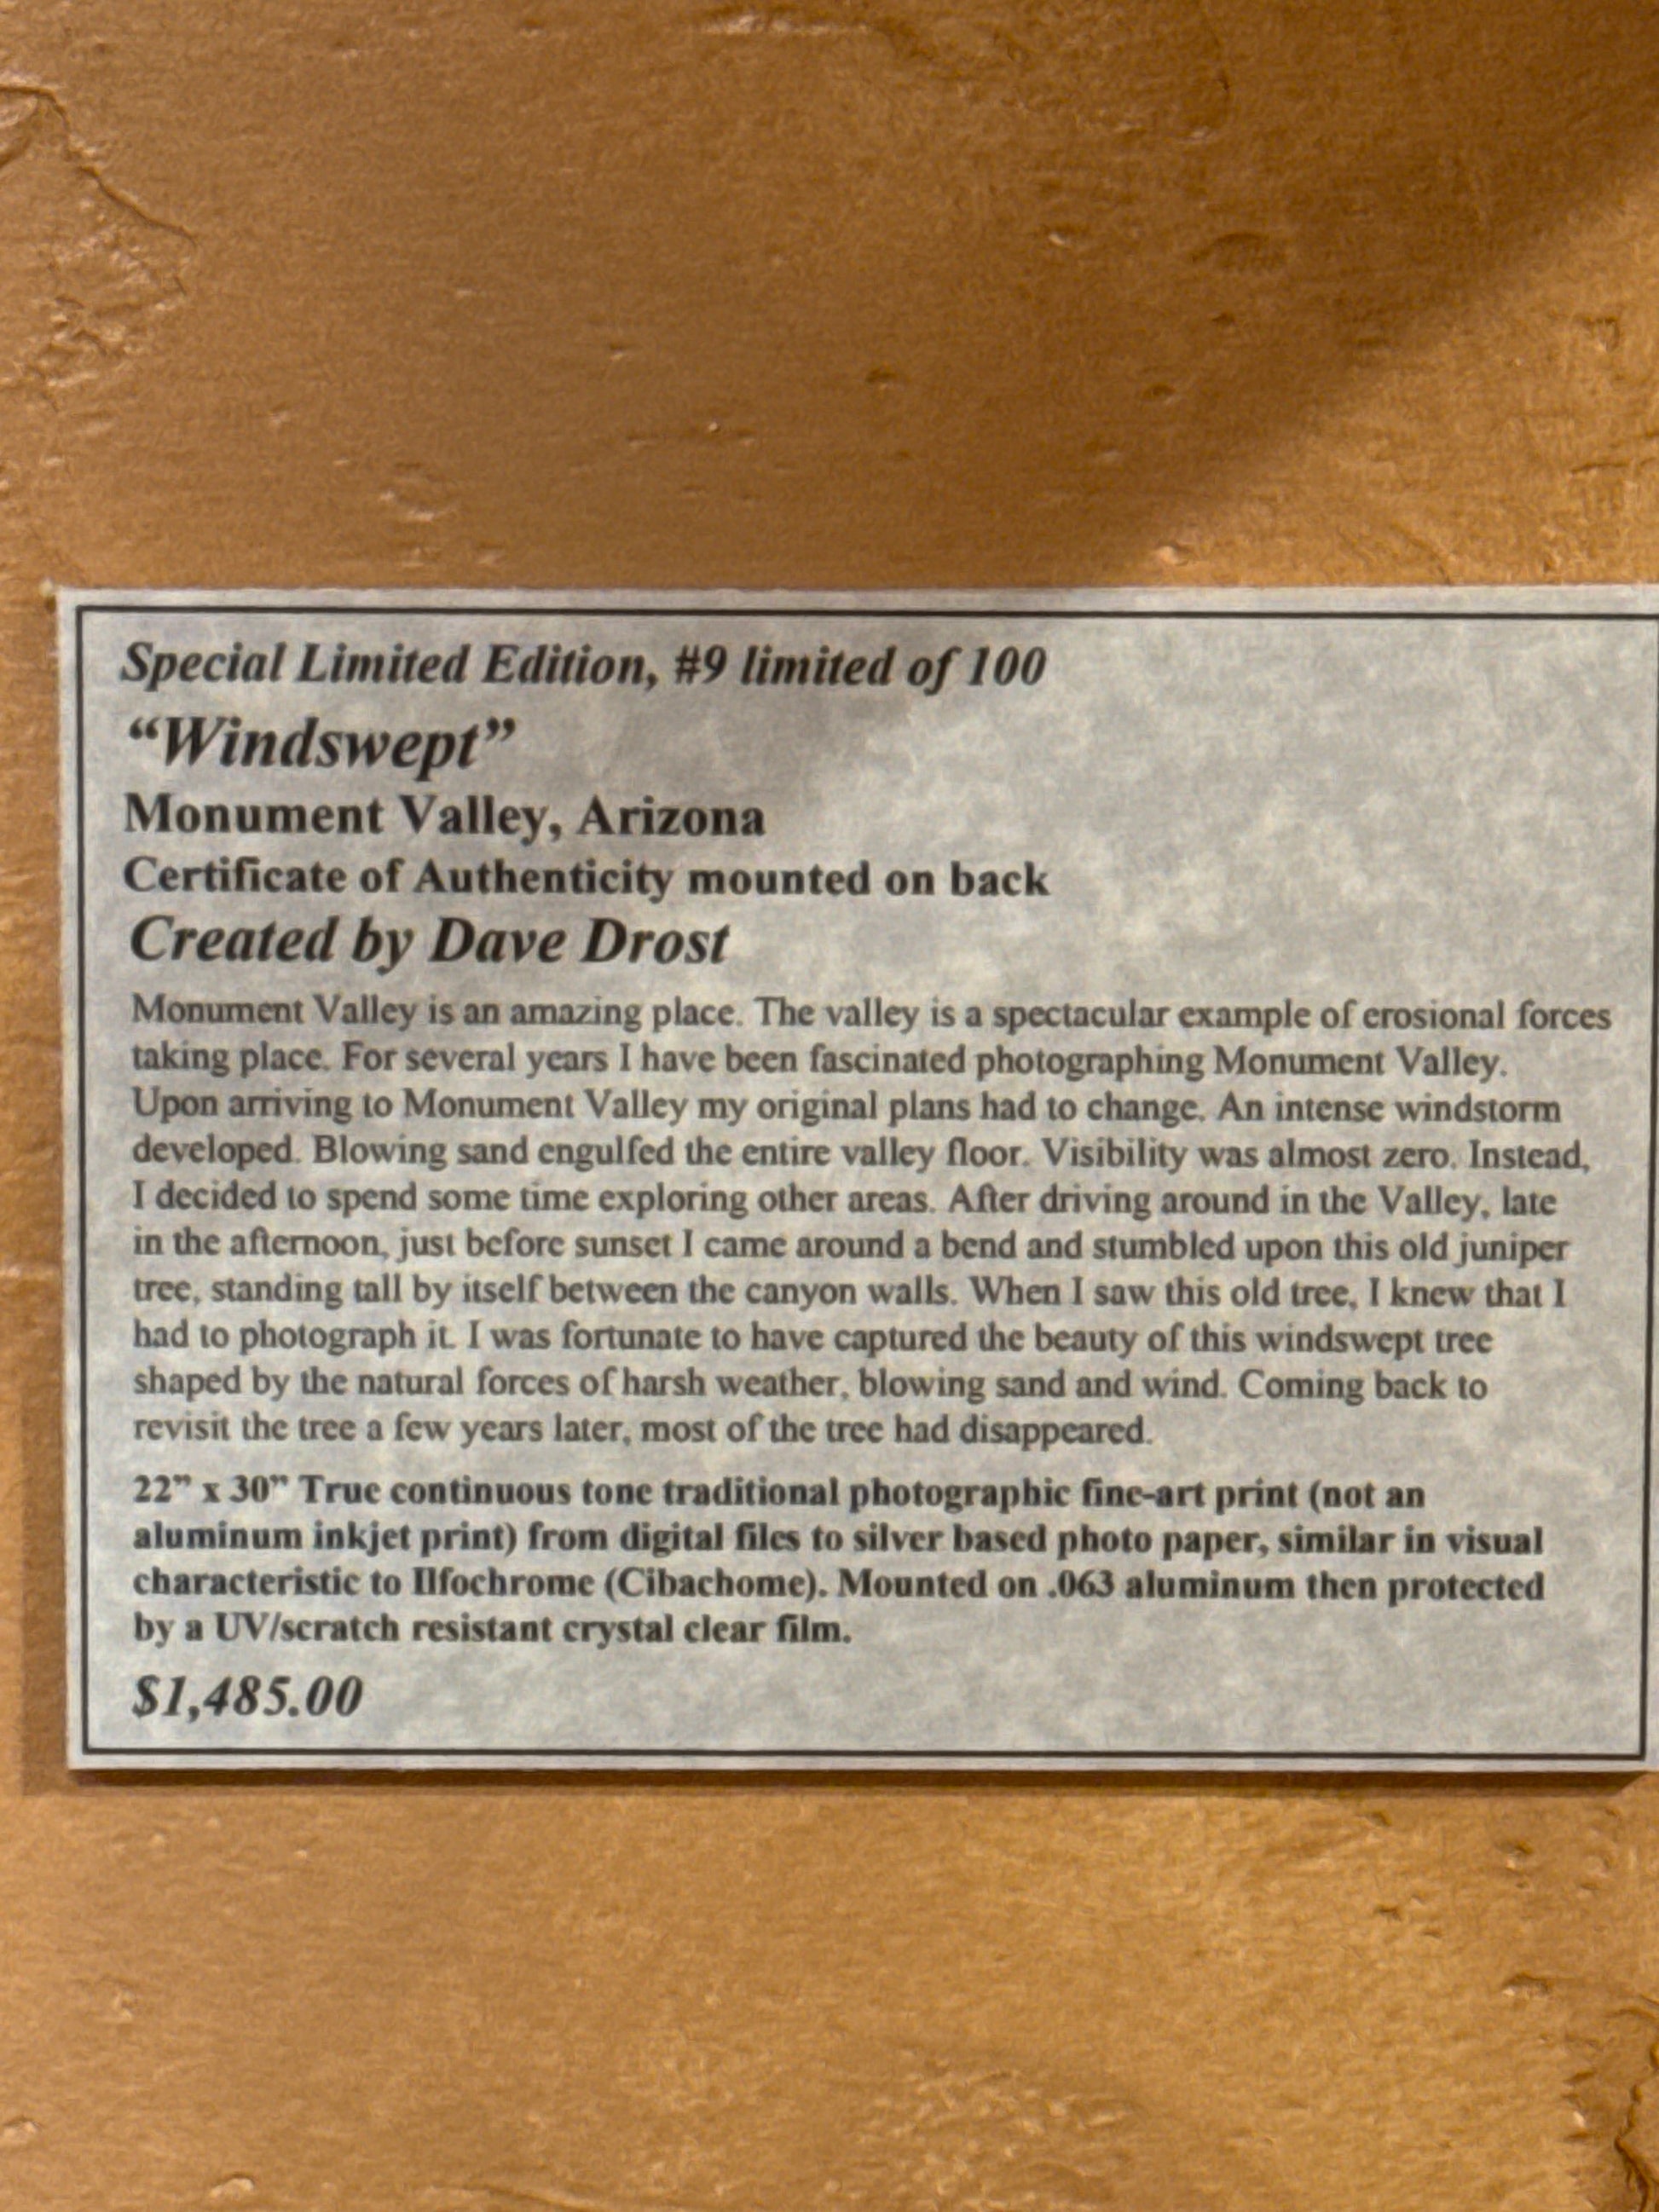 Special Limited Edition, #9 limited of 100
“Windswept”
Monument Valley, Arizona
Certificate of Authenticity mounted on back
Created by Dave Drost
Monument Valley is an amazing place. The valley is a spectacular example of erosional forces
taking place. For several years I have been fascinated photographing Monument Valley.
Upon arriving to Monument Valley my original plans had to change. An intense windstorm
developed. Blowing sand engulfed the entire valley floor. Visibility was almost zero. Instead,
I decided to spend some time exploring other areas. After driving around in the Valley, late
in the afternoon, just before sunset I came around a bend and stumbled upon this old juniper
tree, standing tall by itself between the canyon walls. When I saw this old tree, I knew that I
had to photograph it. I was fortunate to have captured the beauty of this windswept tree
shaped by the natural forces of harsh weather, blowing sand and wind. Coming back to
revisit the tree a few years later, most of the tree had disappeared.
22” x 30” True continuous tone traditional photographic fine-art print (not an
aluminum inkjet print) from digital files to silver based photo paper, similar in visual
characteristic to Ilfochrome (Cibachome). Mounted on .063 aluminum then protected
by a UV/scratch resistant crystal clear film.
$1,485.00